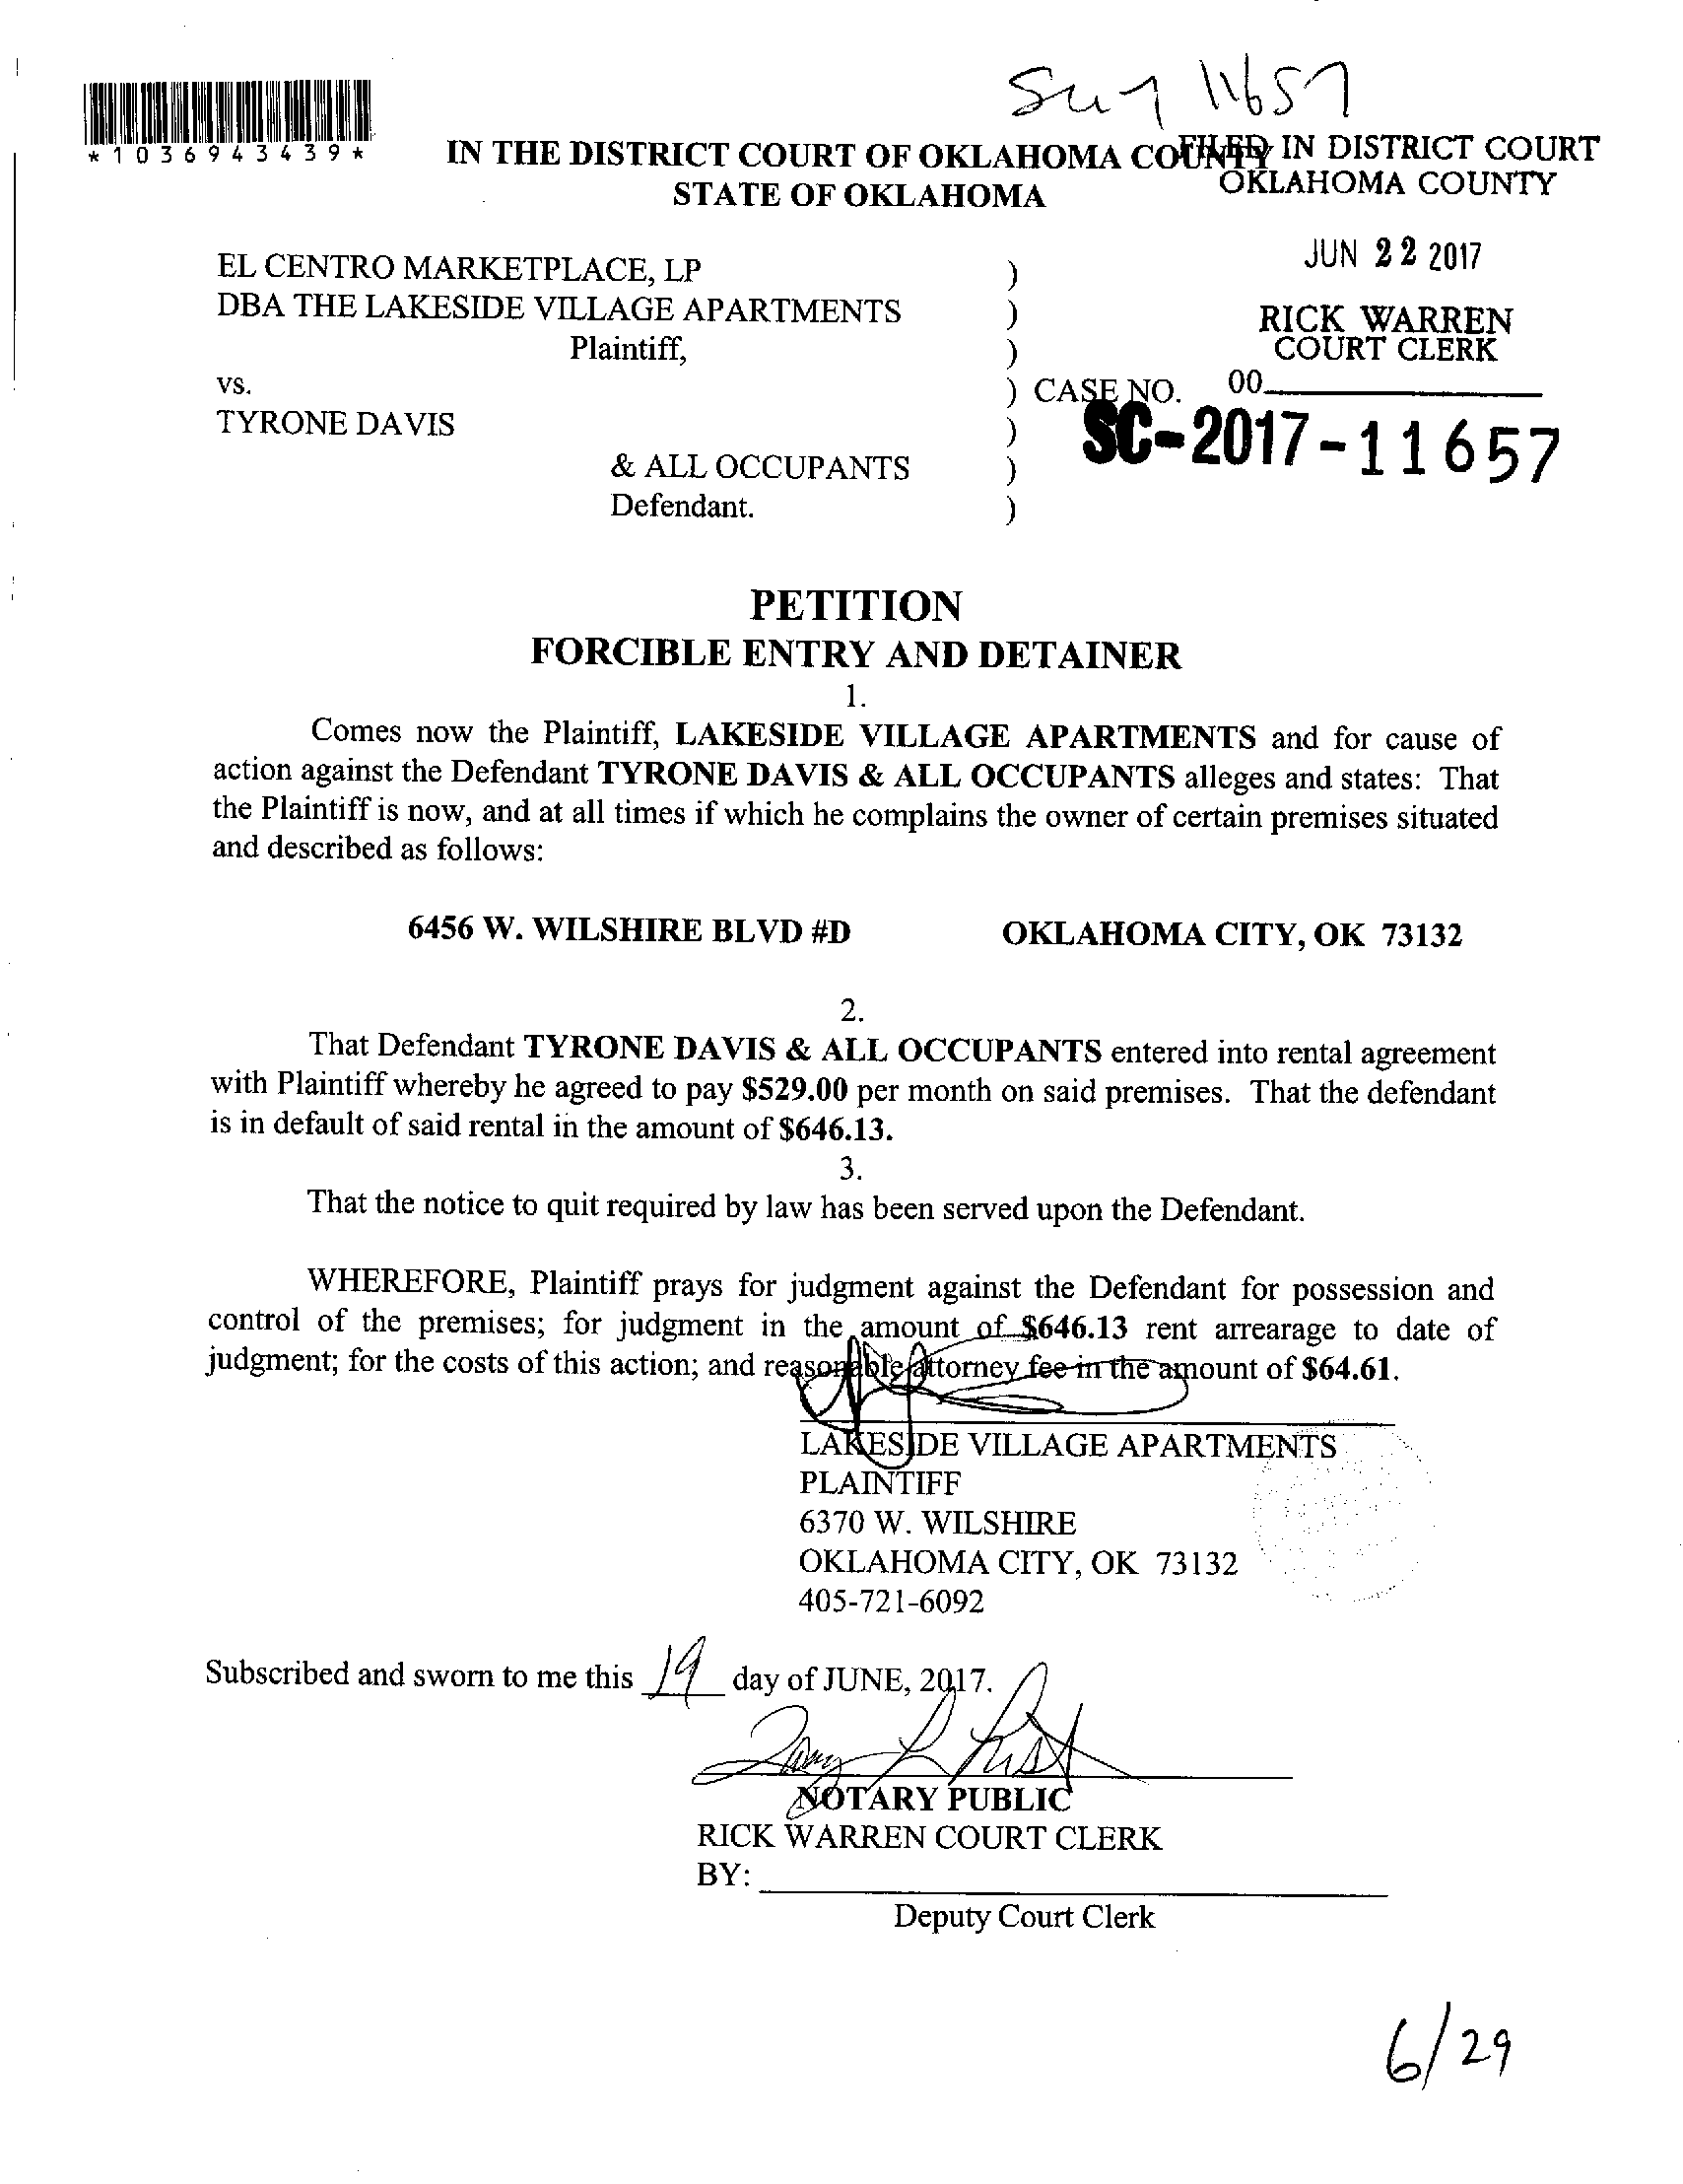 *1036943439*
11657
IN THE DISTRICT COURT OF OKLAHOMA COUNTY
STATE OF OKLAHOMA
FILED IN DISTRICT COURT
OKLAHOMA COUNTY
JUN 22 2017
RICK WARREN
COURT CLERK
EL CENTRO MARKETPLACE, LP )
DBA THE LAKESIDE VILLAGE APARTMENTS )
Plaintiff, )
vs. ) CASE NO. 00
TYRONE DAVIS )
SC-2017-11657
& ALL OCCUPANTS )
Defendant. )
PETITION
FORCIBLE ENTRY AND DETAINER
1.
Comes now the Plaintiff, LAKESIDE VILLAGE APARTMENTS and for cause of
action against the Defendant TYRONE DAVIS & ALL OCCUPANTS alleges and states: That
the Plaintiff is now, and at all times if which he complains the owner of certain premises situated
and described as follows:
6456 W. WILSHIRE BLVD #D OKLAHOMA CITY, OK 73132
2.
That Defendant TYRONE DAVIS & ALL OCCUPANTS entered into rental agreement
with Plaintiff whereby he agreed to pay $529.00 per month on said premises. That the defendant
is in default of said rental in the amount of $646.13.
3.
That the notice to quit required by law has been served upon the Defendant.
WHEREFORE, Plaintiff prays for judgment against the Defendant for possession and
control of the premises; for judgment in the amount of $646.13 rent arrearage to date of
judgment; for the costs of this action; and reasonable attorney fee in the amount of $64.61.
LAKESIDE VILLAGE APARTMENTS
PLAINTIFF
6370 W. WILSHIRE
OKLAHOMA CITY, OK 73132
405-721-6092
Subscribed and sworn to me this 19 day of JUNE, 2017.
NOTARY PUBLIC
RICK WARREN COURT CLERK
BY:
Deputy Court Clerk
6/29